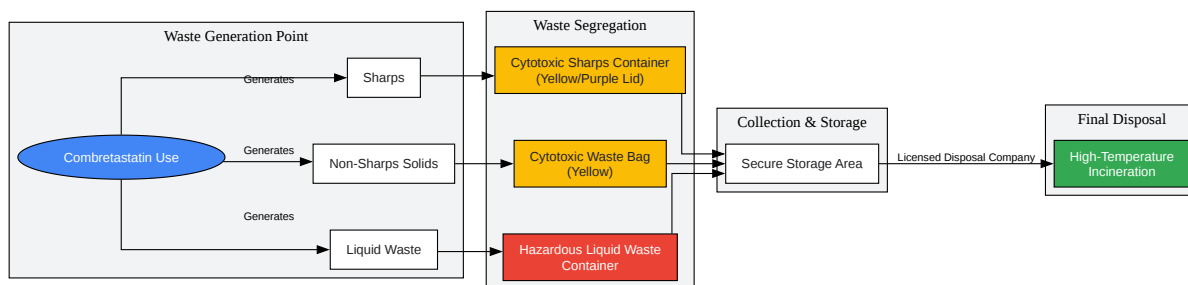 Waste Generation Point
Combretastatin Use
Generates
Sharps
Generates
Non-Sharps Solids
Generates
Liquid Waste
Waste Segregation
Cytotoxic Sharps Container
(Yellow/Purple Lid)
Cytotoxic Waste Bag
(Yellow)
Hazardous Liquid Waste
Container
Collection & Storage
Secure Storage Area
Licensed Disposal Company
Final Disposal
High-Temperature
Incineration